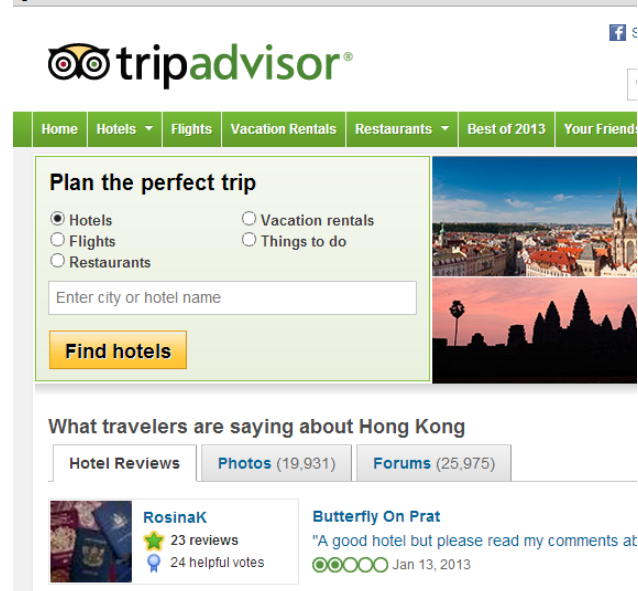 S
tripadvisor®
Home Hotels Flights Vacation Rentals Restaurants Best of 2013 Your Friends
Plan the perfect trip
Hotels Vacation rentals
Flights Things to do
Restaurants
Enter city or hotel name
Find hotels
What travelers are saying about Hong Kong
Hotel Reviews Photos (19,931) Forums (25,975)
RosinaK Butterfly On Prat
23 reviews "A good hotel but please read my comments ab
24 helpful votes Jan 13, 2013